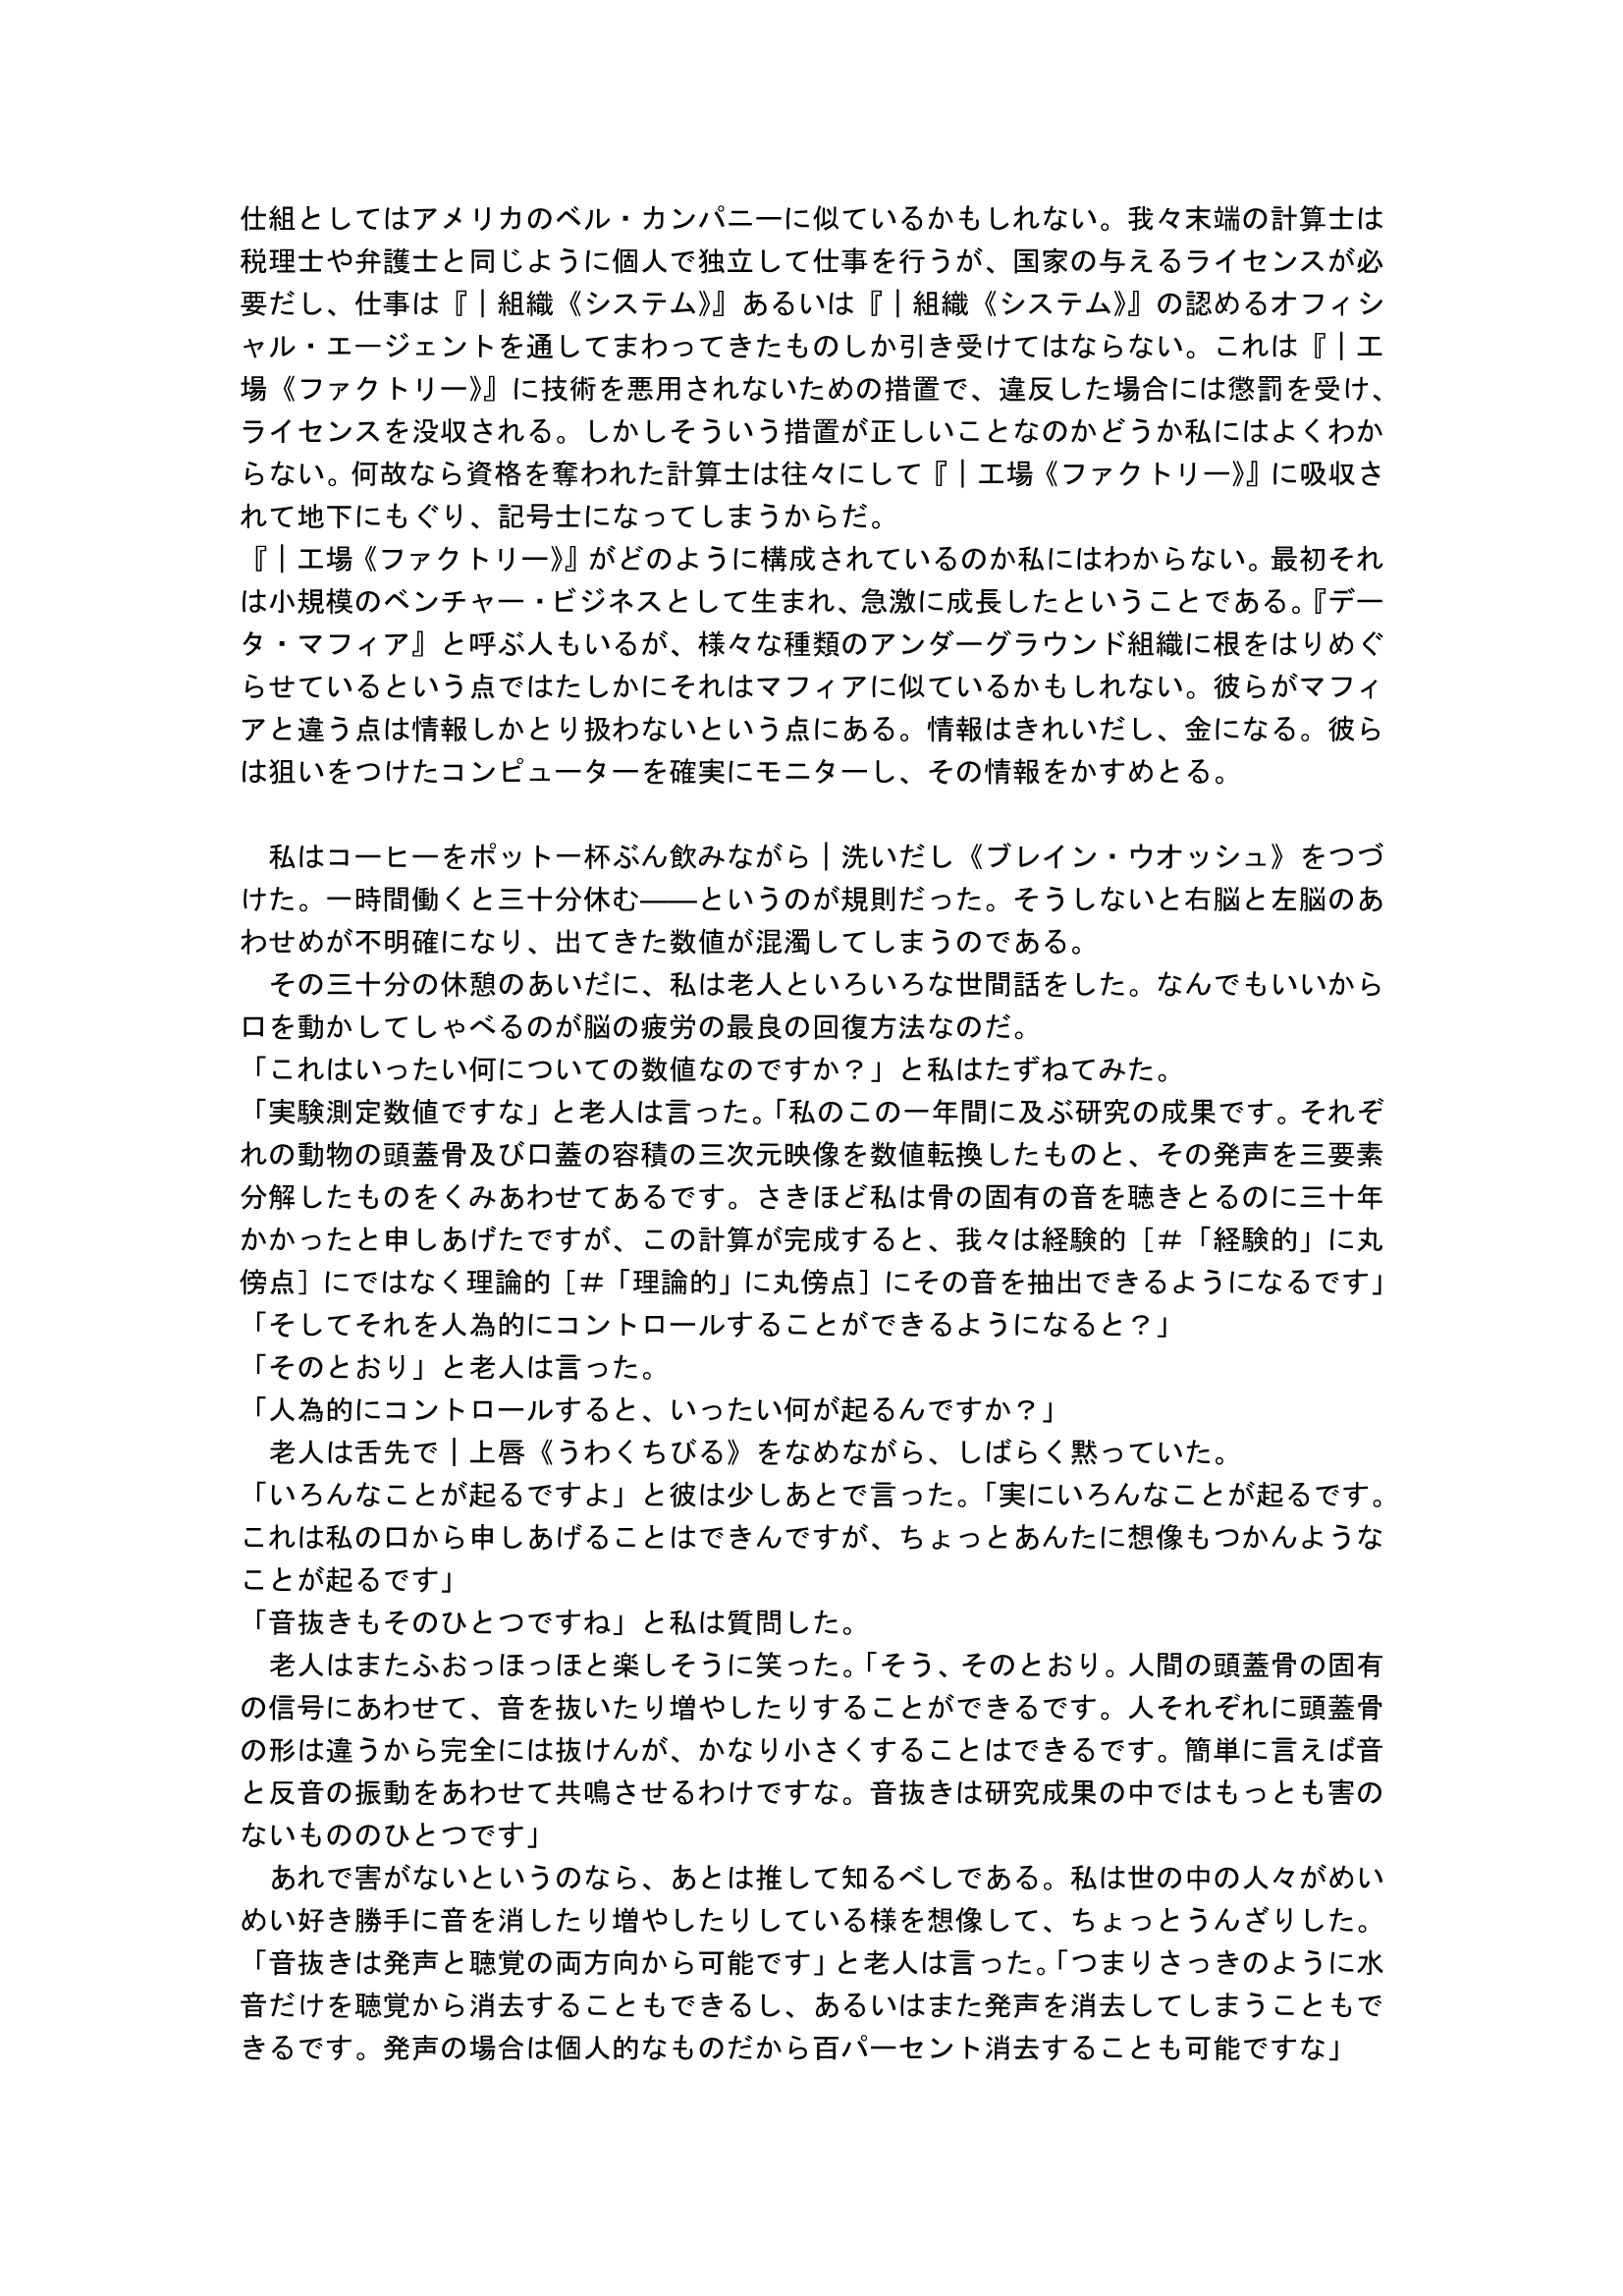 仕組としてはアメリカのベル・カンパニーに似ているかもしれない。我々末端の計算士は
税理士や弁護士と同じように個人で独立して仕事を行うが、国家の与えるライセンスが必
要だし、仕事は『｜組織《システム》』あるいは『｜組織《システム》』の認めるオフィシ
ャル・エージェントを通してまわってきたものしか引き受けてはならない。これは『｜工
場《ファクトリー》』に技術を悪用されないための措置で、違反した場合には懲罰を受け、
ライセンスを没収される。しかしそういう措置が正しいことなのかどうか私にはよくわか
らない。何故なら資格を奪われた計算士は往々にして『｜工場《ファクトリー》』に吸収さ
れて地下にもぐり、記号士になってしまうからだ。
『｜工場《ファクトリー》』がどのように構成されているのか私にはわからない。最初それ
は小規模のベンチャー・ビジネスとして生まれ、急激に成長したということである。『デー
タ・マフィア』と呼ぶ人もいるが、様々な種類のアンダーグラウンド組織に根をはりめぐ
らせているという点ではたしかにそれはマフィアに似ているかもしれない。彼らがマフィ
アと違う点は情報しかとり扱わないという点にある。情報はきれいだし、金になる。彼ら
は狙いをつけたコンピューターを確実にモニターし、その情報をかすめとる。
　私はコーヒーをポット一杯ぶん飲みながら｜洗いだし《ブレイン・ウオッシュ》をつづ
けた。一時間働くと三十分休む――というのが規則だった。そうしないと右脳と左脳のあ
わせめが不明確になり、出てきた数値が混濁してしまうのである。
　その三十分の休憩のあいだに、私は老人といろいろな世間話をした。なんでもいいから
口を動かしてしゃべるのが脳の疲労の最良の回復方法なのだ。
「これはいったい何についての数値なのですか？」と私はたずねてみた。
「実験測定数値ですな」と老人は言った。「私のこの一年間に及ぶ研究の成果です。それぞ
れの動物の頭蓋骨及び口蓋の容積の三次元映像を数値転換したものと、その発声を三要素
分解したものをくみあわせてあるです。さきほど私は骨の固有の音を聴きとるのに三十年
かかったと申しあげたですが、この計算が完成すると、我々は経験的［＃「経験的」に丸
傍点］にではなく理論的［＃「理論的」に丸傍点］にその音を抽出できるようになるです」
「そしてそれを人為的にコントロールすることができるようになると？」
「そのとおり」と老人は言った。
「人為的にコントロールすると、いったい何が起るんですか？」
　老人は舌先で｜上唇《うわくちびる》をなめながら、しばらく黙っていた。
「いろんなことが起るですよ」と彼は少しあとで言った。「実にいろんなことが起るです。
これは私の口から申しあげることはできんですが、ちょっとあんたに想像もつかんような
ことが起るです」
「音抜きもそのひとつですね」と私は質問した。
　老人はまたふおっほっほと楽しそうに笑った。「そう、そのとおり。人間の頭蓋骨の固有
の信号にあわせて、音を抜いたり増やしたりすることができるです。人それぞれに頭蓋骨
の形は違うから完全には抜けんが、かなり小さくすることはできるです。簡単に言えば音
と反音の振動をあわせて共鳴させるわけですな。音抜きは研究成果の中ではもっとも害の
ないもののひとつです」
　あれで害がないというのなら、あとは推して知るべしである。私は世の中の人々がめい
めい好き勝手に音を消したり増やしたりしている様を想像して、ちょっとうんざりした。
「音抜きは発声と聴覚の両方向から可能です」と老人は言った。「つまりさっきのように水
音だけを聴覚から消去することもできるし、あるいはまた発声を消去してしまうこともで
きるです。発声の場合は個人的なものだから百パーセント消去することも可能ですな」